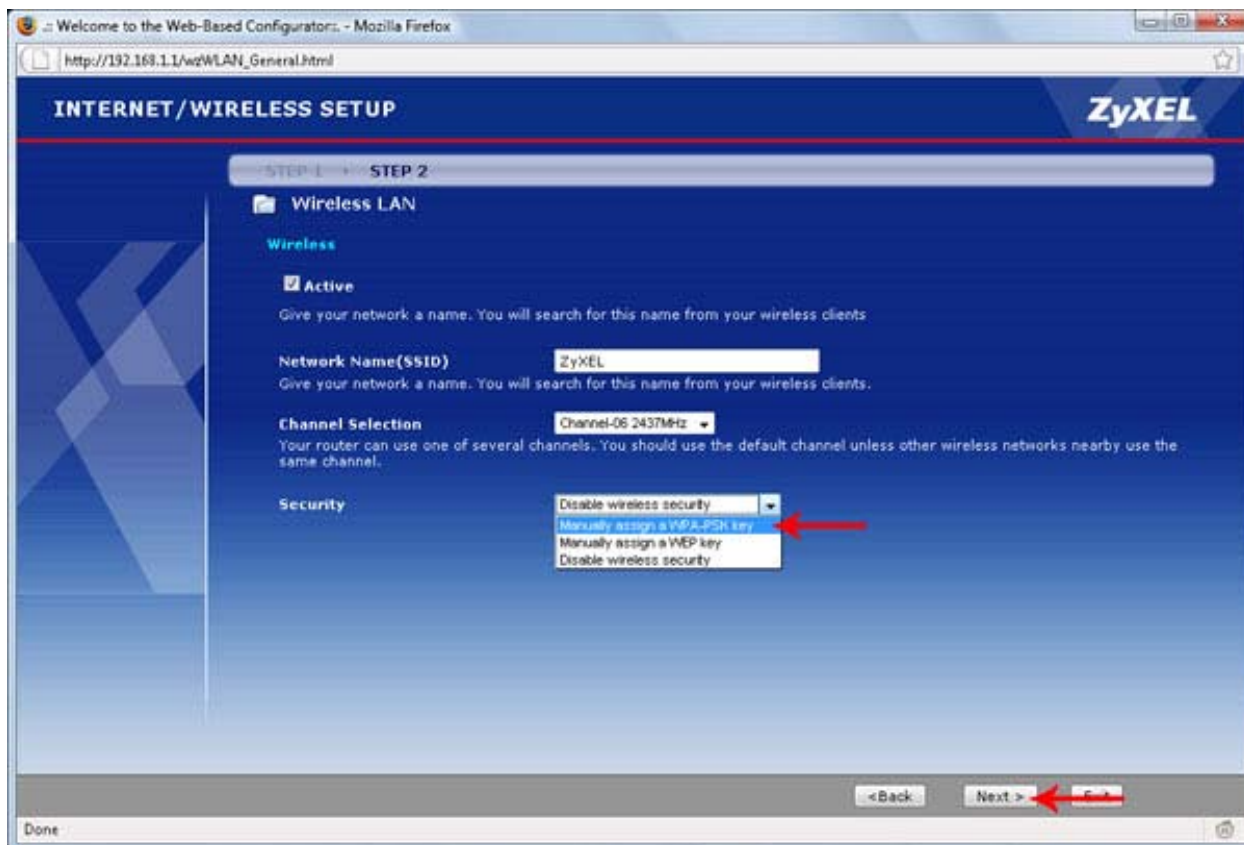 .:: Welcome to the Web-Based Configurator::. - Mozilla Firefox
http://192.168.1.1/wzWLAN_General.html
INTERNET/WIRELESS SETUP
ZyXEL
STEP 1 STEP 2
Wireless LAN
Wireless
Active
Give your network a name. You will search for this name from your wireless clients
Network Name(SSID) ZyXEL
Give your network a name. You will search for this name from your wireless clients.
Channel Selection Channel-06 2437MHz
Your router can use one of several channels. You should use the default channel unless other wireless networks nearby use the
same channel.
Security Disable wireless security
Manually assign a WPA-PSK key
Manually assign a WEP key
Disable wireless security
<Back Next > Exit
Done